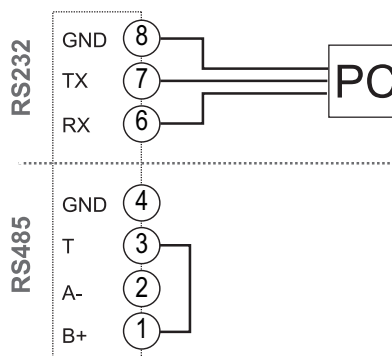 RS232
GND 8
TX 7
RX 6
PC
RS485
GND 4
T 3
A- 2
B+ 1